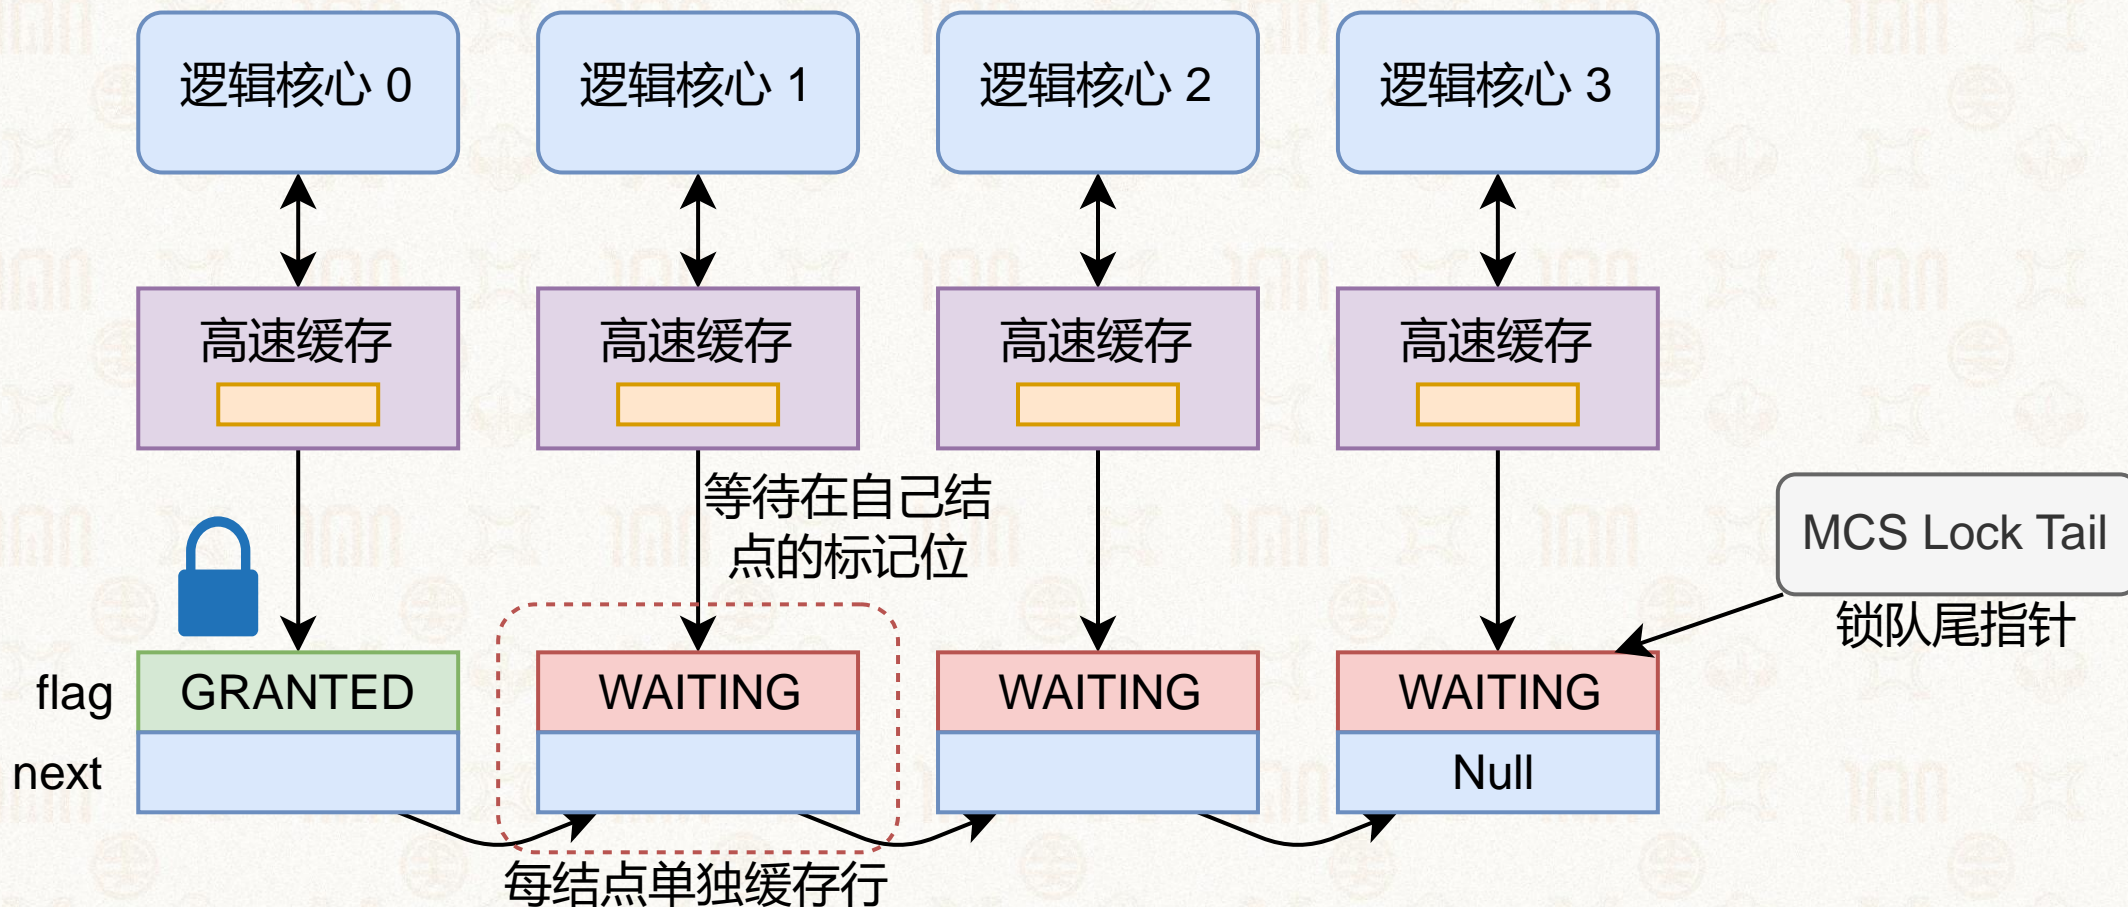 逻辑核心 0
逻辑核心 1
逻辑核心 2
逻辑核心 3
高速缓存
高速缓存
高速缓存
高速缓存
等待在自己结
点的标记位
MCS Lock Tail
锁队尾指针
flag
GRANTED
WAITING
WAITING
WAITING
next
Null
每结点单独缓存行